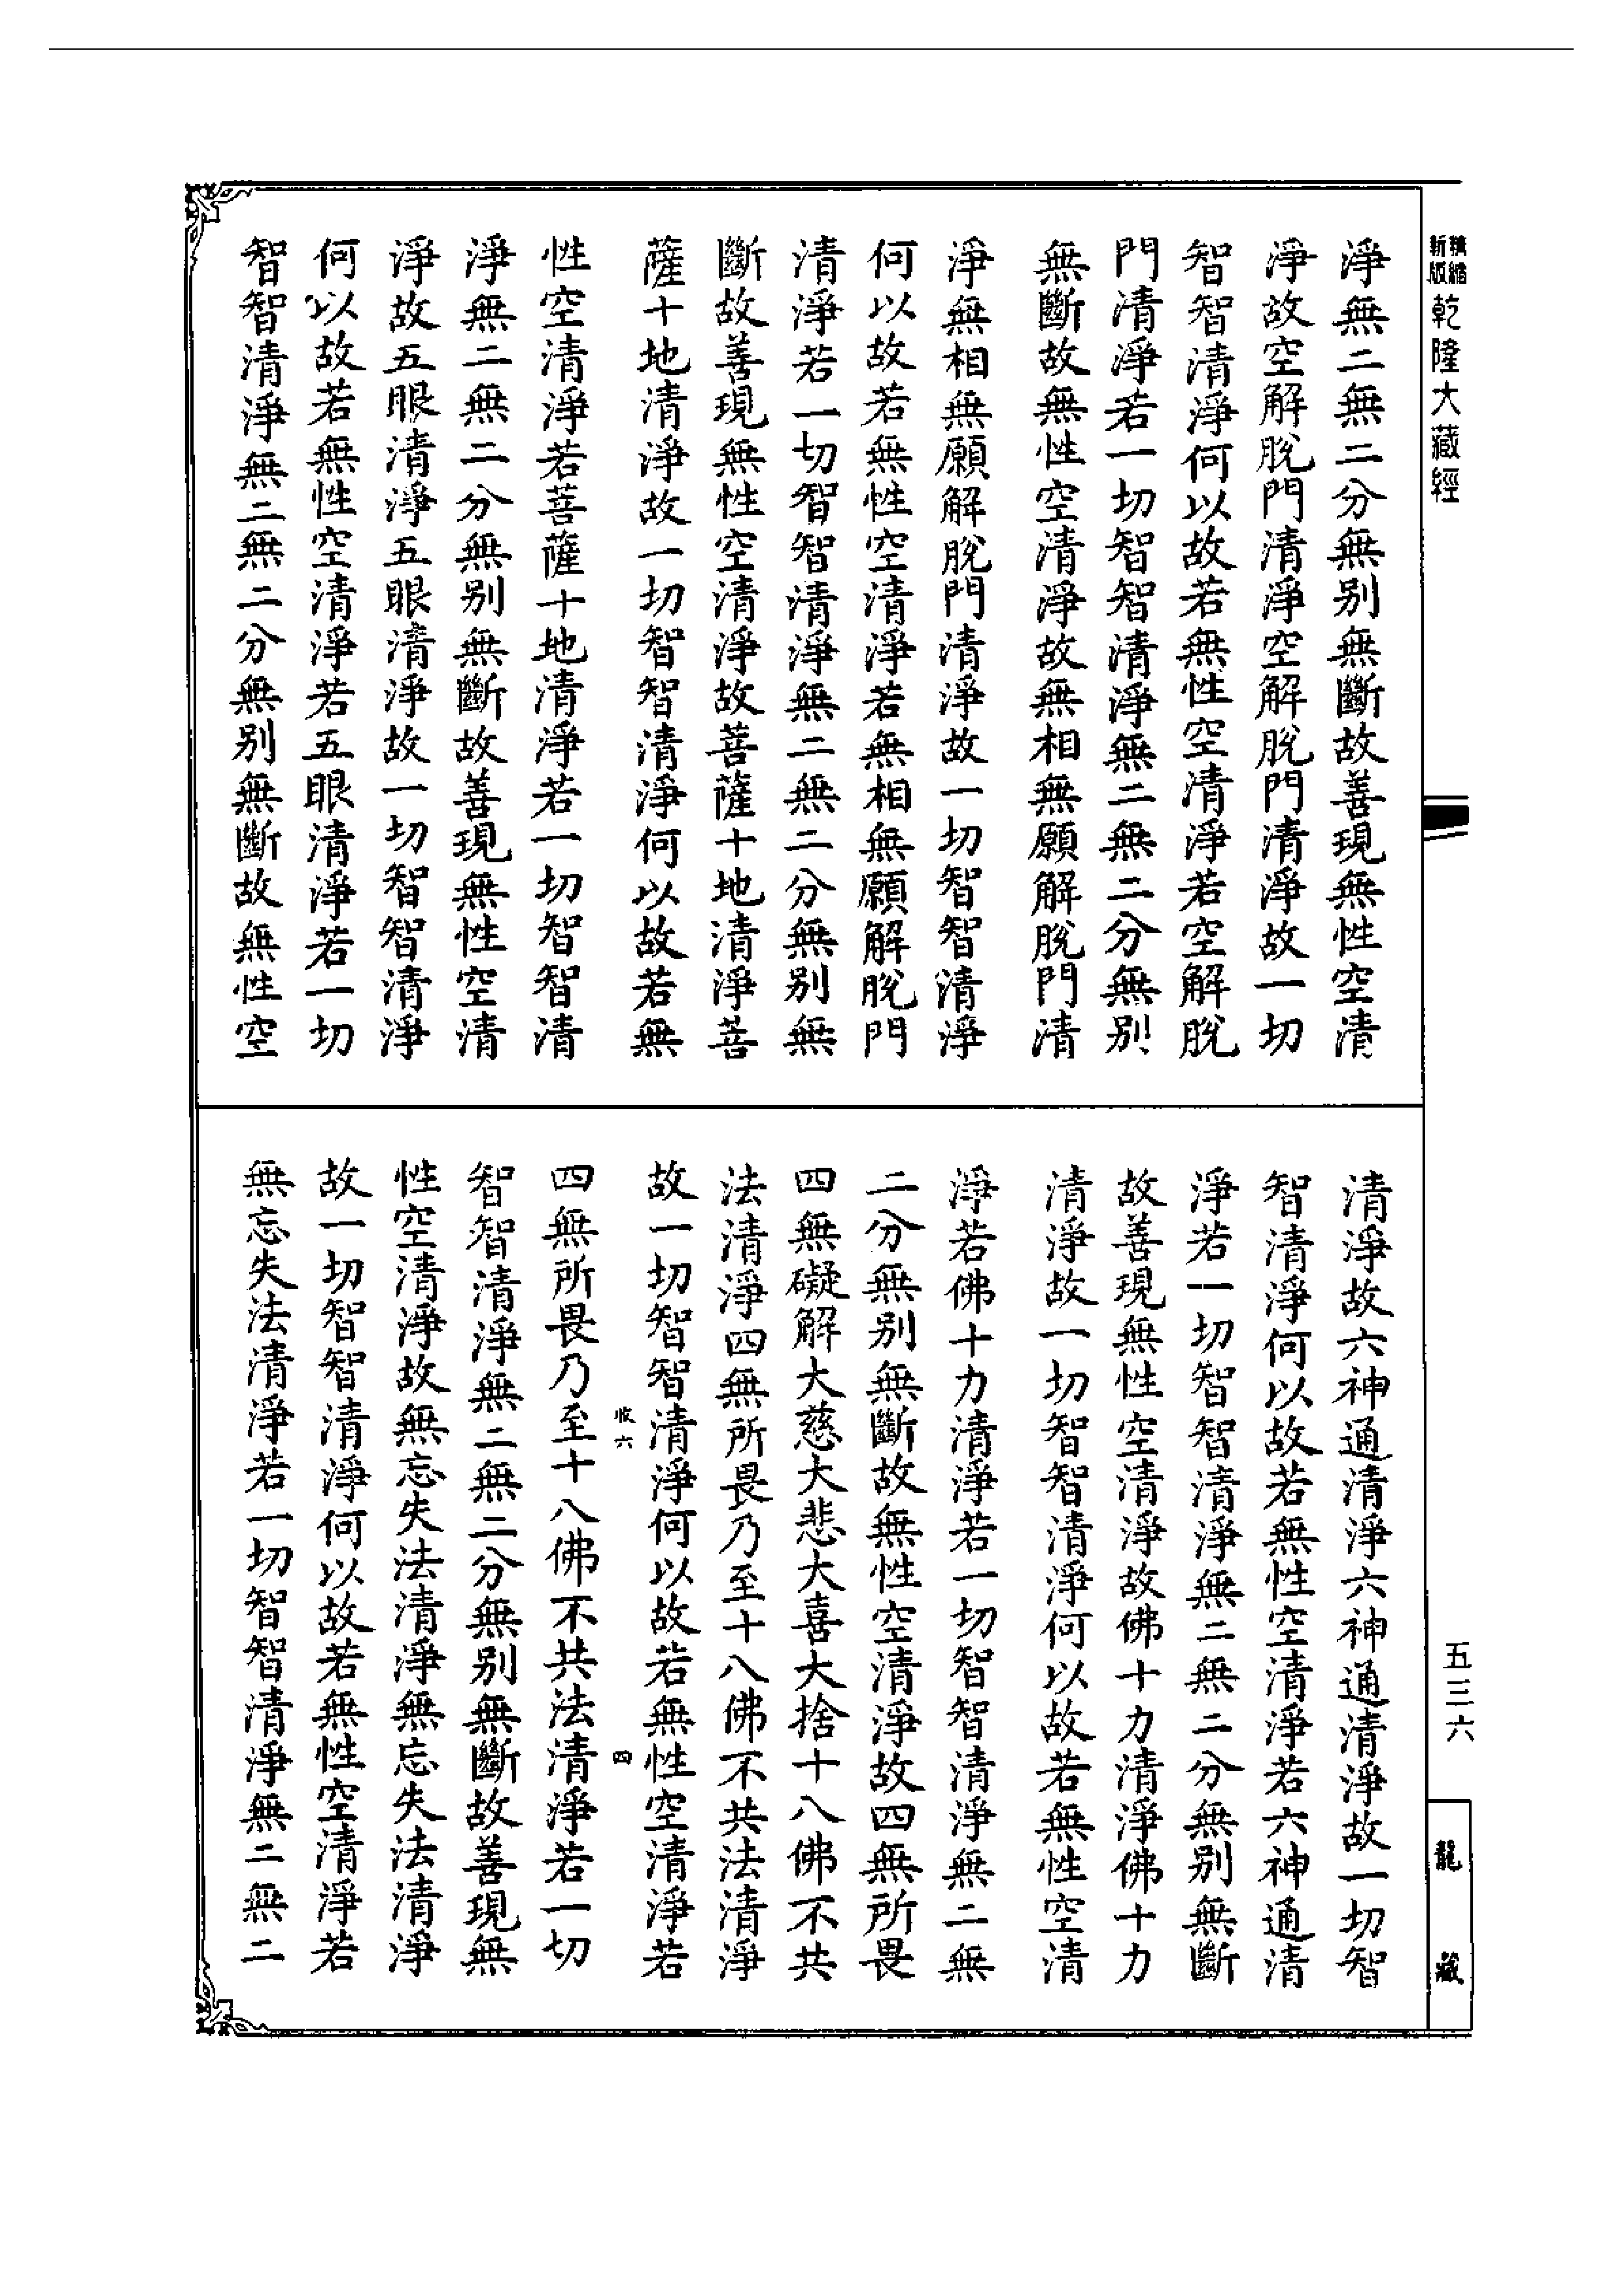 精縮新版乾隆大藏經
淨無二無二分無別無斷故善現無性空清
淨故空解脫門清淨空解脫門清淨故一切
智智清淨何以故若無性空清淨若空解脫
門清淨若一切智智清淨無二無二分無別
無斷故無性空清淨故無相無願解脫門清
淨無相無願解脫門清淨故一切智智清淨
何以故若無性空清淨若無相無願解脫門
清淨若一切智智清淨無二無二分無別無
斷故善現無性空清淨故菩薩十地清淨菩
薩十地清淨故一切智智清淨何以故若無
性空清淨若菩薩十地清淨若一切智智清
淨無二無二分無別無斷故善現無性空清
淨故五眼清淨五眼清淨故一切智智清淨
何以故若無性空清淨若五眼清淨若一切
智智清淨無二無二分無別無斷故無性空
清淨故六神通清淨六神通清淨故一切智
智清淨何以故若無性空清淨若六神通清
淨若一切智智清淨無二無二分無別無斷
故善現無性空清淨故佛十力清淨佛十力
清淨故一切智智清淨何以故若無性空清
淨若佛十力清淨若一切智智清淨無二無
二分無別無斷故無性空清淨故四無所畏
四無礙解大慈大悲大喜大捨十八佛不共
法清淨四無所畏乃至十八佛不共法清淨
故一切智智清淨何以故若無性空清淨若
收六 四
四無所畏乃至十八佛不共法清淨若一切
智智清淨無二無二分無別無斷故善現無
性空清淨故無忘失法清淨無忘失法清淨
故一切智智清淨何以故若無性空清淨若
無忘失法清淨若一切智智清淨無二無二
五三六
龍藏